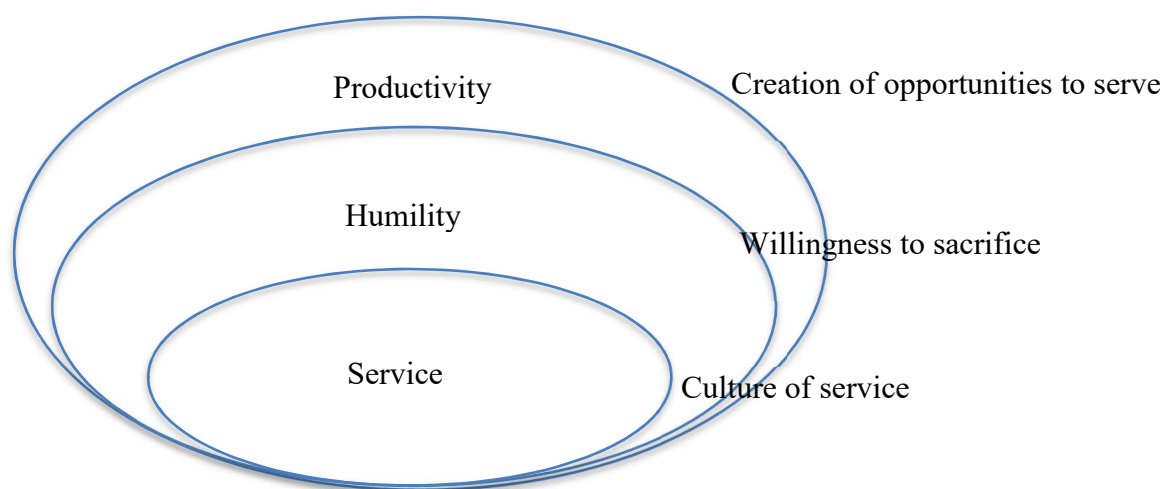 Productivity
Creation of opportunities to serve
Humility
Willingness to sacrifice
Service
Culture of service